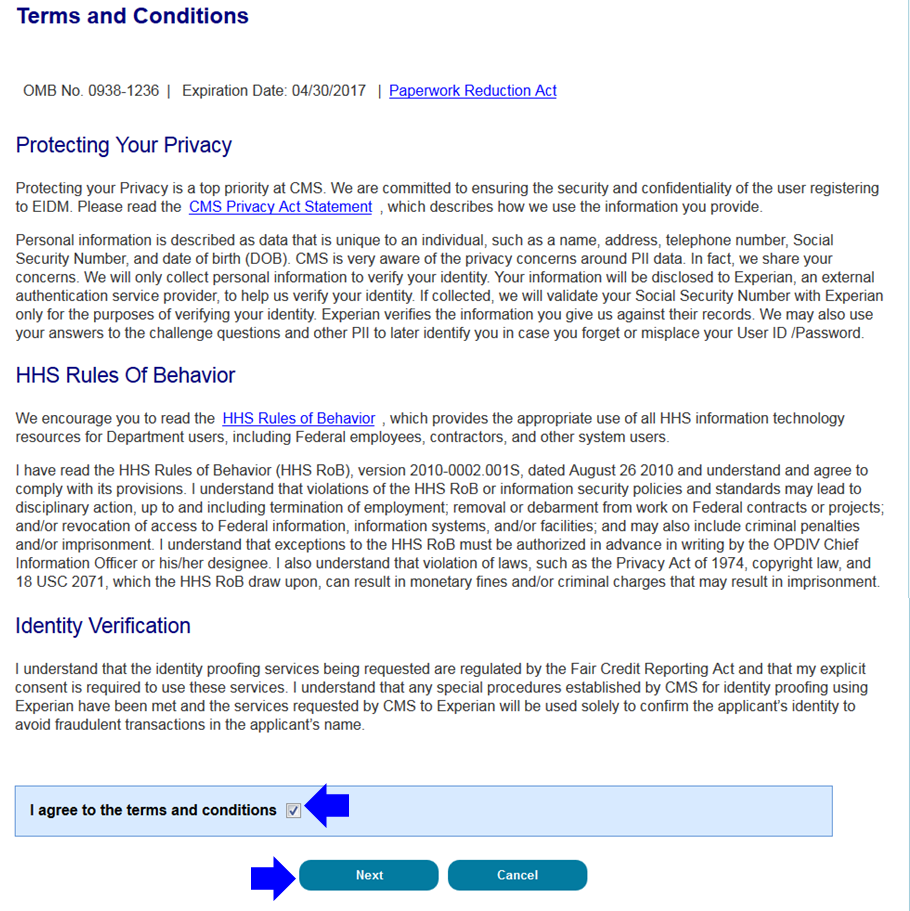 Terms and Conditions
OMB No. 0938-1236 | Expiration Date: 04/30/2017 | Paperwork Reduction Act
Protecting Your Privacy
Protecting your Privacy is a top priority at CMS. We are committed to ensuring the security and confidentiality of the user registering
to EIDM. Please read the CMS Privacy Act Statement , which describes how we use the information you provide.
Personal information is described as data that is unique to an individual, such as a name, address, telephone number, Social
Security Number, and date of birth (DOB). CMS is very aware of the privacy concerns around PII data. In fact, we share your
concerns. We will only collect personal information to verify your identity. Your information will be disclosed to Experian, an external
authentication service provider, to help us verify your identity. If collected, we will validate your Social Security Number with Experian
only for the purposes of verifying your identity. Experian verifies the information you give us against their records. We may also use
your answers to the challenge questions and other PII to later identify you in case you forget or misplace your User ID /Password.
HHS Rules Of Behavior
We encourage you to read the HHS Rules of Behavior , which provides the appropriate use of all HHS information technology
resources for Department users, including Federal employees, contractors, and other system users.
I have read the HHS Rules of Behavior (HHS RoB), version 2010-0002.001S, dated August 26 2010 and understand and agree to
comply with its provisions. I understand that violations of the HHS RoB or information security policies and standards may lead to
disciplinary action, up to and including termination of employment; removal or debarment from work on Federal contracts or projects;
and/or revocation of access to Federal information, information systems, and/or facilities; and may also include criminal penalties
and/or imprisonment. I understand that exceptions to the HHS RoB must be authorized in advance in writing by the OPDIV Chief
Information Officer or his/her designee. I also understand that violation of laws, such as the Privacy Act of 1974, copyright law, and
18 USC 2071, which the HHS RoB draw upon, can result in monetary fines and/or criminal charges that may result in imprisonment.
Identity Verification
I understand that the identity proofing services being requested are regulated by the Fair Credit Reporting Act and that my explicit
consent is required to use these services. I understand that any special procedures established by CMS for identity proofing using
Experian have been met and the services requested by CMS to Experian will be used solely to confirm the applicant's identity to
avoid fraudulent transactions in the applicant's name.
I agree to the terms and conditions
Next Cancel